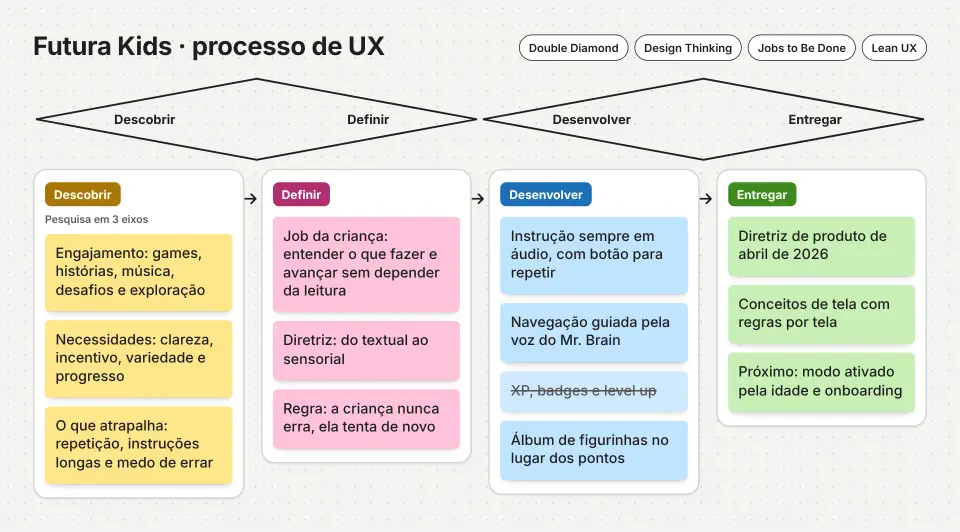 Futura Kids · processo de UX
Double Diamond
Design Thinking
Jobs to Be Done
Lean UX
Descobrir
Definir
Desenvolver
Entregar
Descobrir
Pesquisa em 3 eixos
Engajamento: games,
histórias, música,
desafios e exploração
Necessidades: clareza,
incentivo, variedade e
progresso
O que atrapalha:
repetição, instruções
longas e medo de errar
Definir
Job da criança:
entender o que fazer e
avançar sem depender
da leitura
Diretriz: do textual ao
sensorial
Regra: a criança nunca
erra, ela tenta de novo
Desenvolver
Instrução sempre em
áudio, com botão para
repetir
Navegação guiada pela
voz do Mr. Brain
XP, badges e level up
Álbum de figurinhas no
lugar dos pontos
Entregar
Diretriz de produto de
abril de 2026
Conceitos de tela com
regras por tela
Próximo: modo ativado
pela idade e onboarding